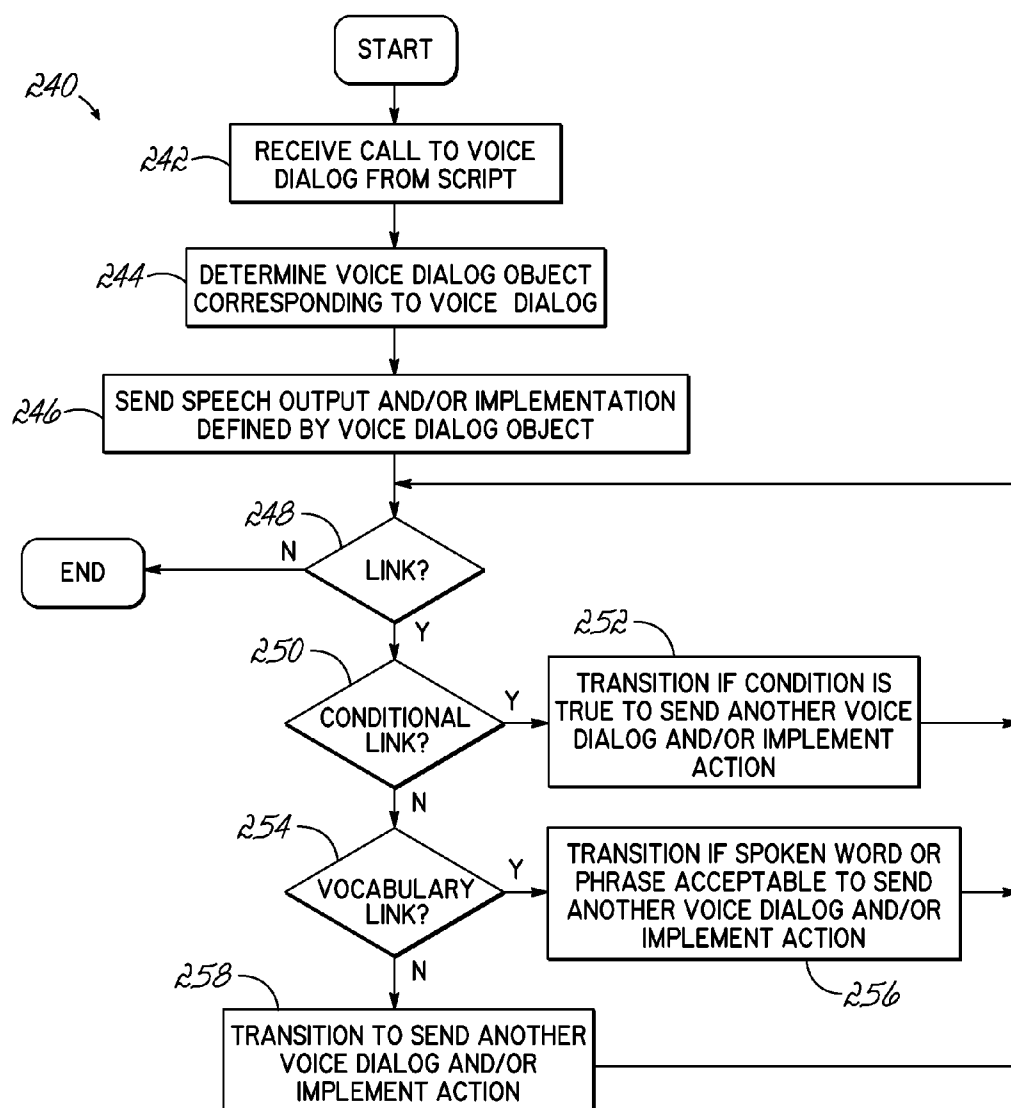 START
240
242
RECEIVE CALL TO VOICE
DIALOG FROM SCRIPT
244
DETERMINE VOICE DIALOG OBJECT
CORRESPONDING TO VOICE DIALOG
246
SEND SPEECH OUTPUT AND/OR IMPLEMENTATION
DEFINED BY VOICE DIALOG OBJECT
248
LINK?
N
END
Y
250
CONDITIONAL
LINK?
Y
252
TRANSITION IF CONDITION IS
TRUE TO SEND ANOTHER VOICE
DIALOG AND/OR IMPLEMENT
ACTION
N
254
VOCABULARY
LINK?
Y
TRANSITION IF SPOKEN WORD OR
PHRASE ACCEPTABLE TO SEND
ANOTHER VOICE DIALOG AND/OR
IMPLEMENT ACTION
256
N
258
TRANSITION TO SEND ANOTHER
VOICE DIALOG AND/OR
IMPLEMENT ACTION